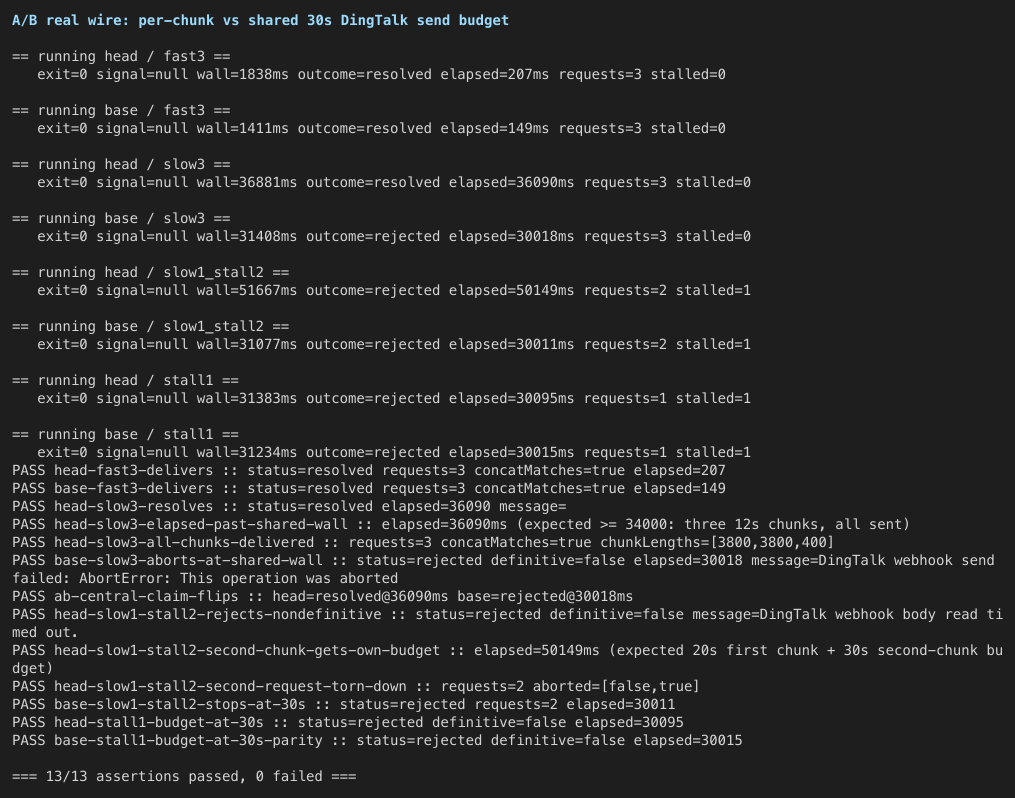 A/B real wire: per-chunk vs shared 30s DingTalk send budget
== running head / fast3 ==
exit=0 signal=null wall=1838ms outcome=resolved elapsed=207ms requests=3 stalled=0
== running base / fast3 ==
exit=0 signal=null wall=1411ms outcome=resolved elapsed=149ms requests=3 stalled=0
== running head / slow3 ==
exit=0 signal=null wall=36881ms outcome=resolved elapsed=36090ms requests=3 stalled=0
== running base / slow3 ==
exit=0 signal=null wall=31408ms outcome=rejected elapsed=30018ms requests=3 stalled=0
== running head / slow1_stall2 ==
exit=0 signal=null wall=51667ms outcome=rejected elapsed=50149ms requests=2 stalled=1
== running base / slow1_stall2 ==
exit=0 signal=null wall=31077ms outcome=rejected elapsed=30011ms requests=2 stalled=1
== running head / stall1 ==
exit=0 signal=null wall=31383ms outcome=rejected elapsed=30095ms requests=1 stalled=1
== running base / stall1 ==
exit=0 signal=null wall=31234ms outcome=rejected elapsed=30015ms requests=1 stalled=1
PASS head-fast3-delivers :: status=resolved requests=3 concatMatches=true elapsed=207
PASS base-fast3-delivers :: status=resolved requests=3 concatMatches=true elapsed=149
PASS head-slow3-resolves :: status=resolved elapsed=36090 message=
PASS head-slow3-elapsed-past-shared-wall :: elapsed=36090ms (expected >= 34000: three 12s chunks, all sent)
PASS head-slow3-all-chunks-delivered :: requests=3 concatMatches=true chunkLengths=[3800,3800,400]
PASS base-slow3-aborts-at-shared-wall :: status=rejected definitive=false elapsed=30018 message=DingTalk webhook send
failed: AbortError: This operation was aborted
PASS ab-central-claim-flips :: head=resolved@36090ms base=rejected@30018ms
PASS head-slow1-stall2-rejects-nondefinitive :: status=rejected definitive=false message=DingTalk webhook body read ti
med out.
PASS head-slow1-stall2-second-chunk-gets-own-budget :: elapsed=50149ms (expected 20s first chunk + 30s second-chunk bu
dget)
PASS head-slow1-stall2-second-request-torn-down :: requests=2 aborted=[false,true]
PASS base-slow1-stall2-stops-at-30s :: status=rejected requests=2 elapsed=30011
PASS head-stall1-budget-at-30s :: status=rejected definitive=false elapsed=30095
PASS base-stall1-budget-at-30s-parity :: status=rejected definitive=false elapsed=30015
=== 13/13 assertions passed, 0 failed ===